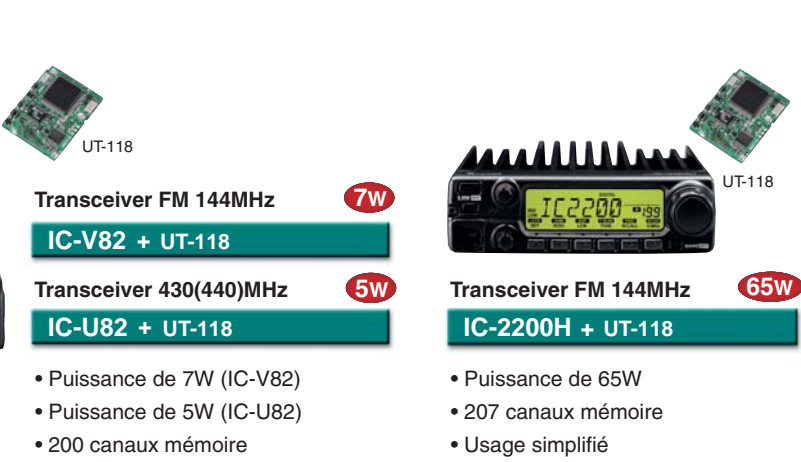 UT-118
Transceiver FM 144MHz
7W
IC-V82 + UT-118
Transceiver 430(440)MHz
5W
IC-U82 + UT-118
• Puissance de 7W (IC-V82)
• Puissance de 5W (IC-U82)
• 200 canaux mémoire
UT-118
IC2200
199
Transceiver FM 144MHz
65W
IC-2200H + UT-118
• Puissance de 65W
• 207 canaux mémoire
• Usage simplifié